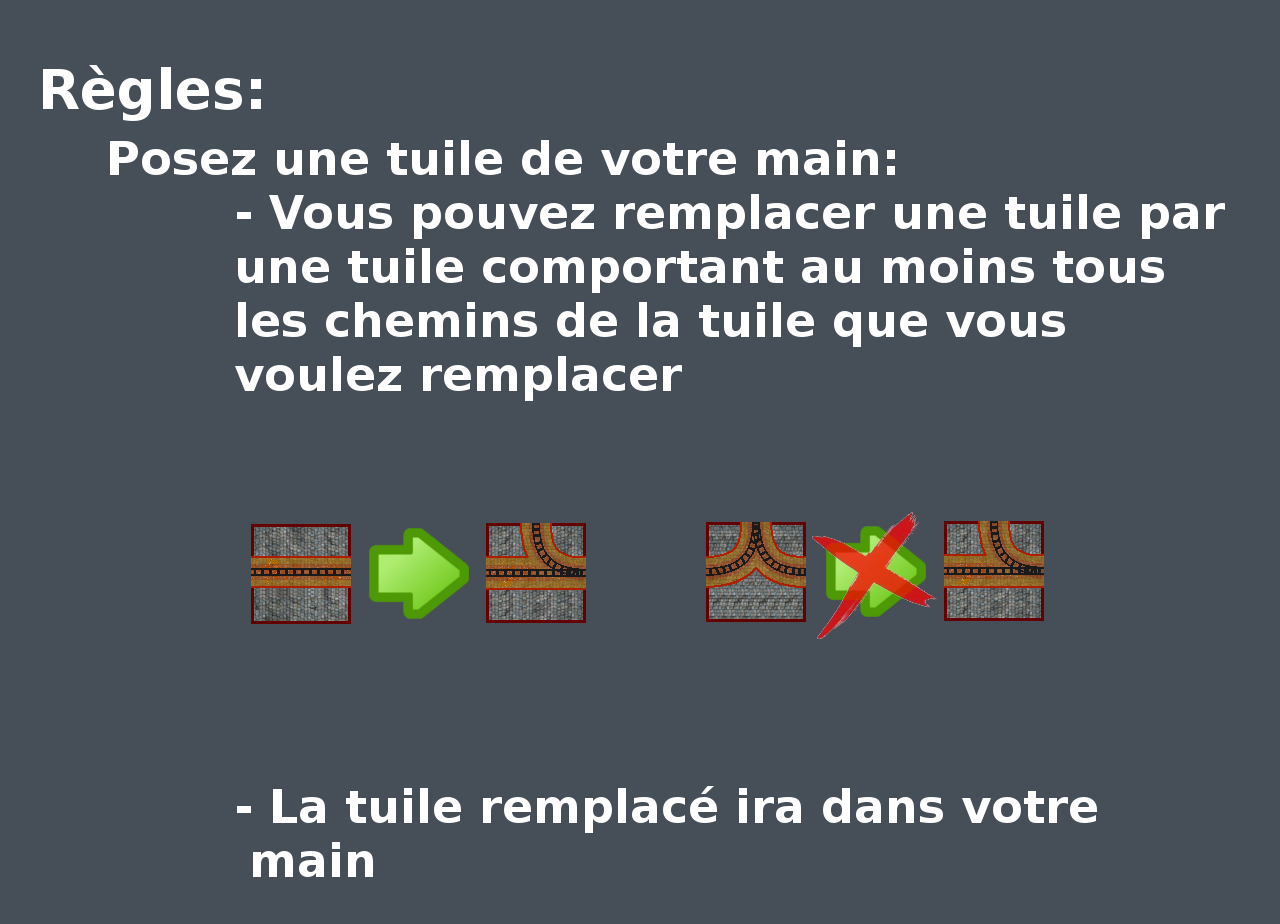 Règles:
Posez une tuile de votre main:
- Vous pouvez remplacer une tuile par
une tuile comportant au moins tous
les chemins de la tuile que vous
voulez remplacer
- La tuile remplacé ira dans votre
main